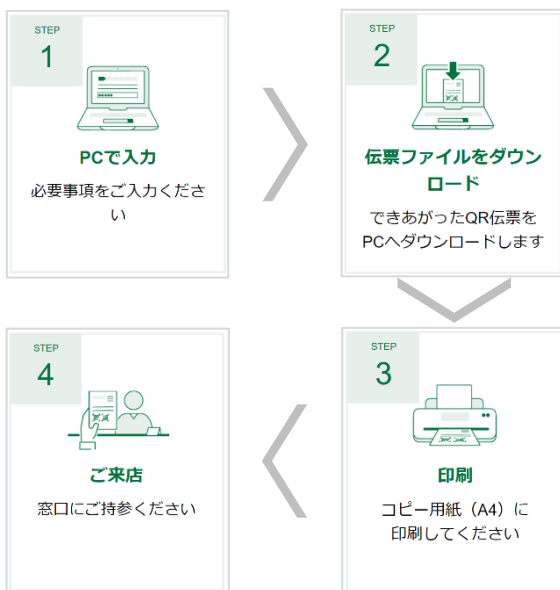 STEP
1
PCで入力
必要事項をご入力くださ
い
STEP
2
伝票ファイルをダウン
ロード
できあがったQR伝票を
PCへダウンロードします
STEP
3
印刷
コピー用紙（A4）に
印刷してください
STEP
4
ご来店
窓口にご持参ください